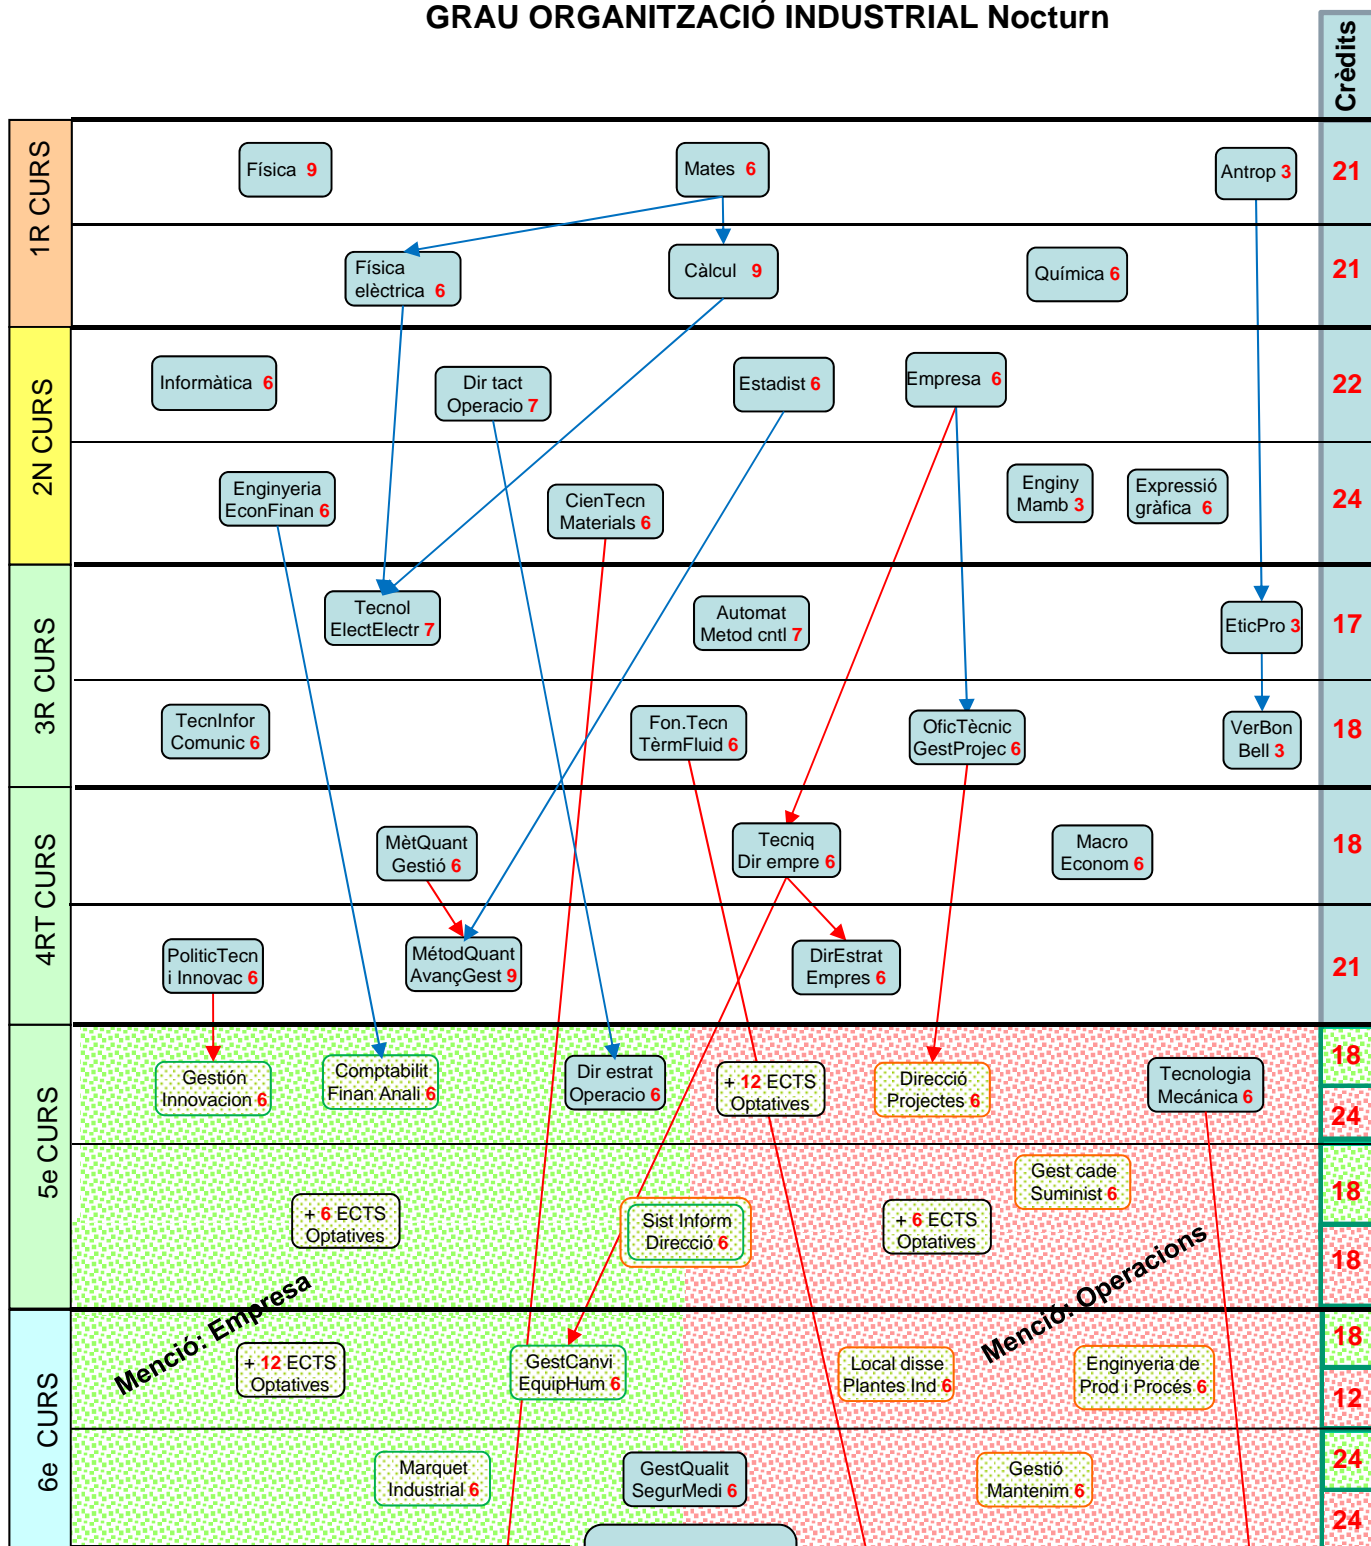 GRAU ORGANITZACIÓ INDUSTRIAL Nocturn
Crèdits
1R CURS
Física 9
Mates 6
Antrop 3
21
Física
elèctrica 6
Càlcul 9
Química 6
21
2N CURS
Informàtica 6
Dir tact
Operacio 7
Estadist 6
Empresa 6
22
Enginyeria
EconFinan 6
CienTecn
Materials 6
Enginy
Mamb 3
Expressió
gràfica 6
24
3R CURS
Tecnol
ElectElectr 7
Automat
Metod cntl 7
EticPro 3
17
TecnInfor
Comunic 6
Fon.Tecn
TèrmFluid 6
OficTècnic
GestProjec 6
VerBon
Bell 3
18
4RT CURS
MètQuant
Gestió 6
Tecniq
Dir empre 6
Macro
Econom 6
18
PoliticTecn
i Innovac 6
MétodQuant
AvançGest 9
DirEstrat
Empres 6
21
5e CURS
Gestión
Innovacion 6
Comptabilit
Finan Anali 6
Dir estrat
Operacio 6
+ 12 ECTS
Optatives
Direcció
Projectes 6
Tecnologia
Mecánica 6
18
24
+ 6 ECTS
Optatives
Sist Inform
Direcció 6
+ 6 ECTS
Optatives
Gest cade
Suminist 6
18
18
Menció: Empresa
Menció: Operacions
6e CURS
+ 12 ECTS
Optatives
GestCanvi
EquipHum 6
Local disse
Plantes Ind 6
Enginyeria de
Prod i Procés 6
18
12
Marquet
Industrial 6
GestQualit
SegurMedi 6
Gestió
Mantenim 6
24
24